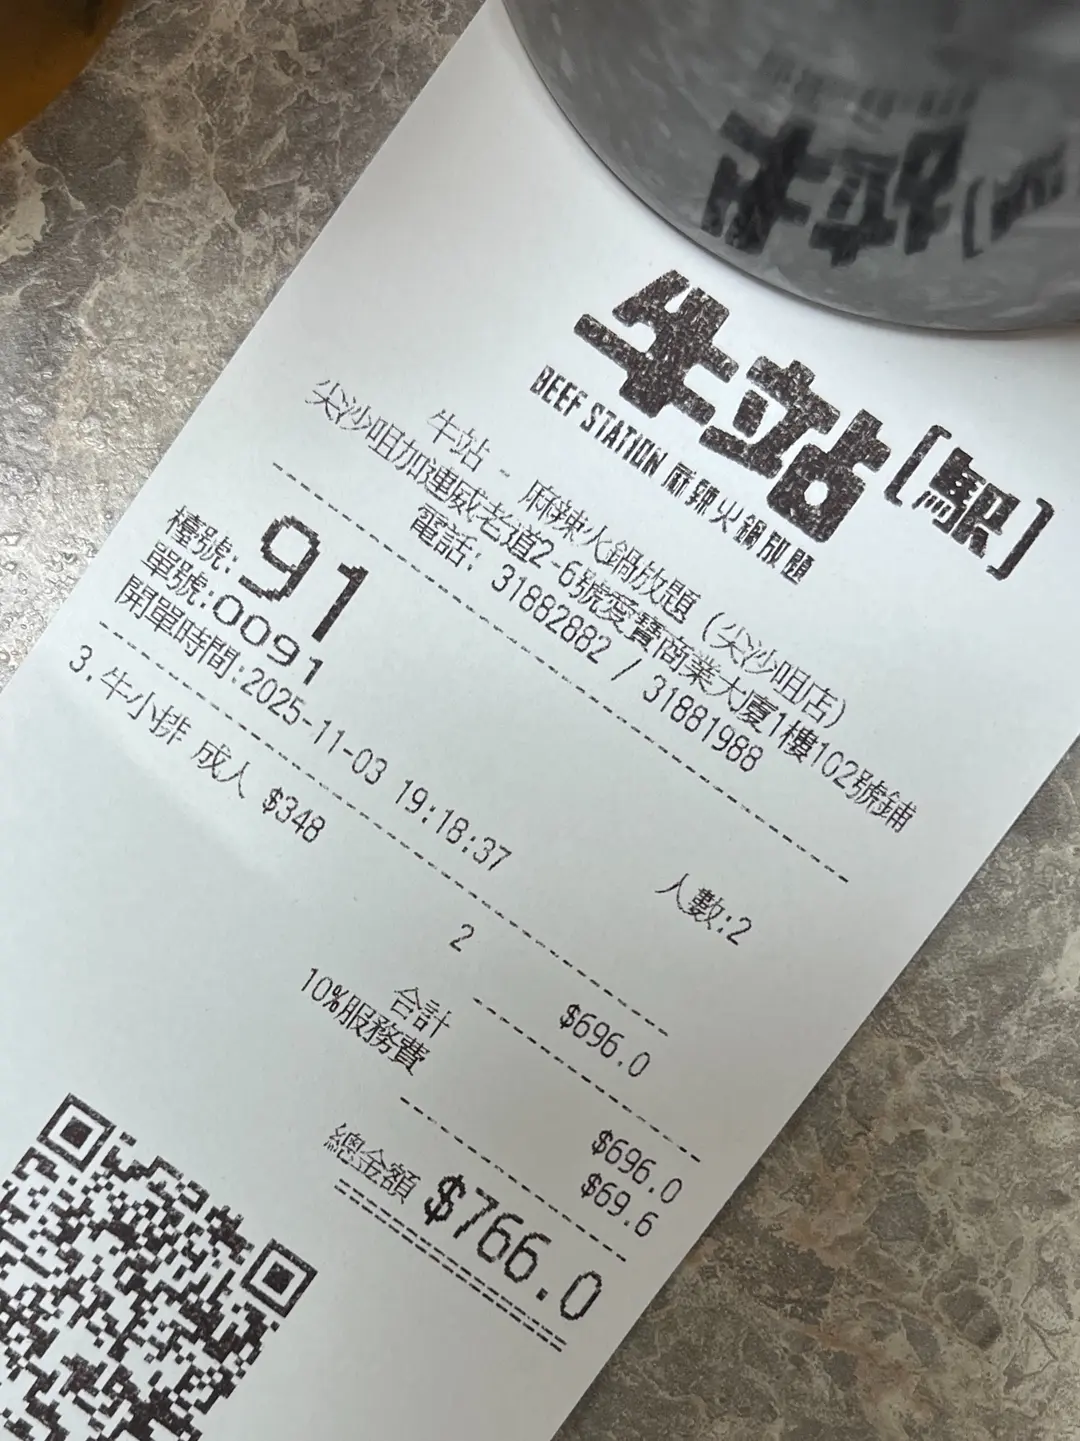 牛站[駅]
BEEF STATION 麻辣火鍋放題
牛站 - 麻辣火鍋放題 (尖沙咀店)
尖沙咀加連威老道2-6號愛賓商業大廈1樓102號鋪
電話: 31882882 / 31881988
檯號: 91
單號:0091
人數:2
開單時間:2025-11-03 19:18:37
3.牛小排 成人 $348
2 $696.0
合計 $696.0
10%服務費 $69.6
總金額 $766.0